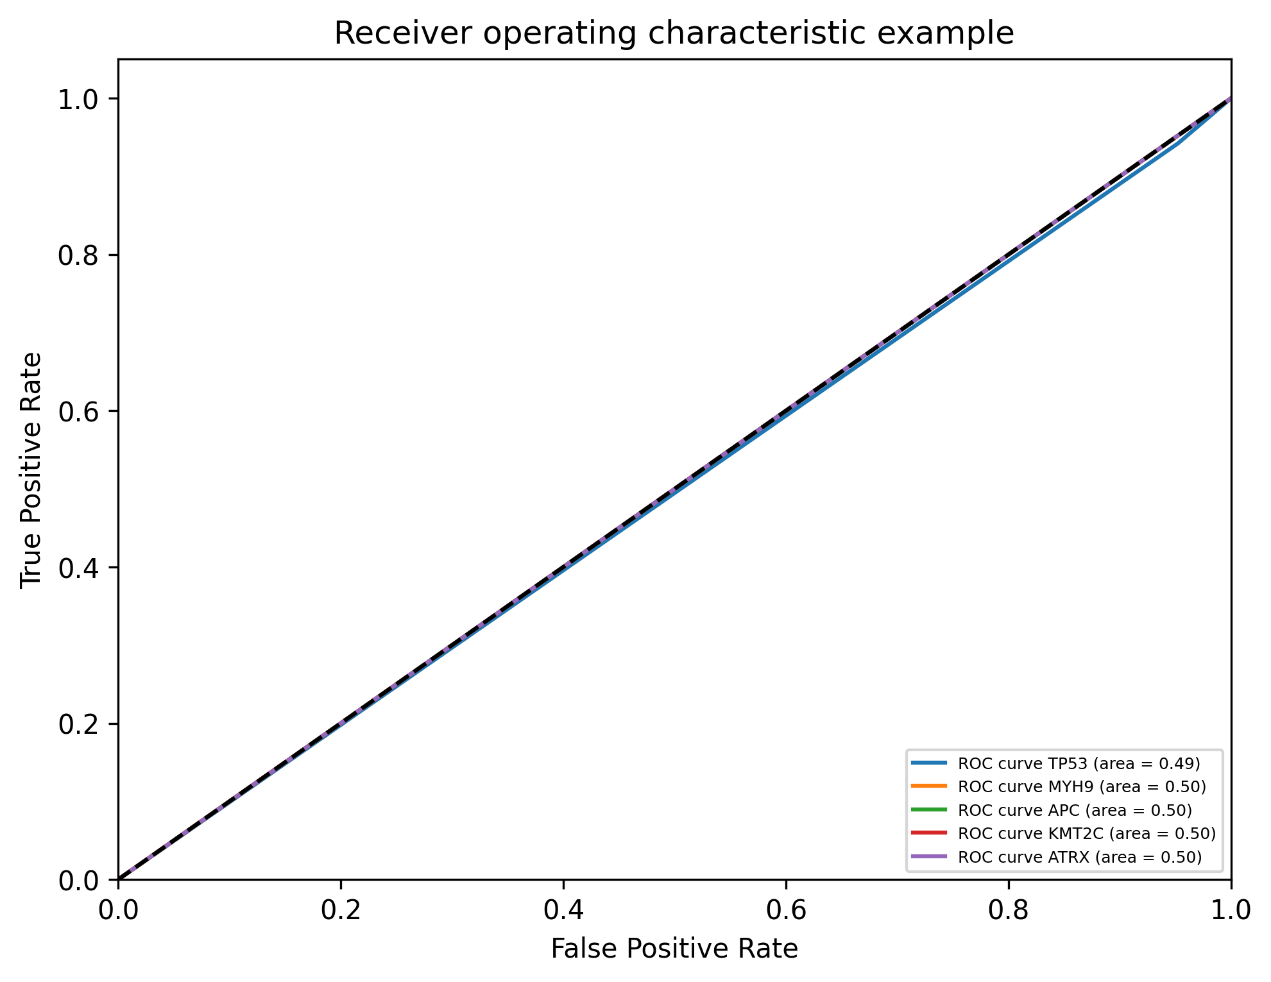 Receiver operating characteristic example
1.0
0.8
0.6
0.4
0.2
0.0
True Positive Rate
ROC curve TP53 (area = 0.49)
ROC curve MYH9 (area = 0.50)
ROC curve APC (area = 0.50)
ROC curve KMT2C (area = 0.50)
ROC curve ATRX (area = 0.50)
0.0 0.2 0.4 0.6 0.8 1.0
False Positive Rate